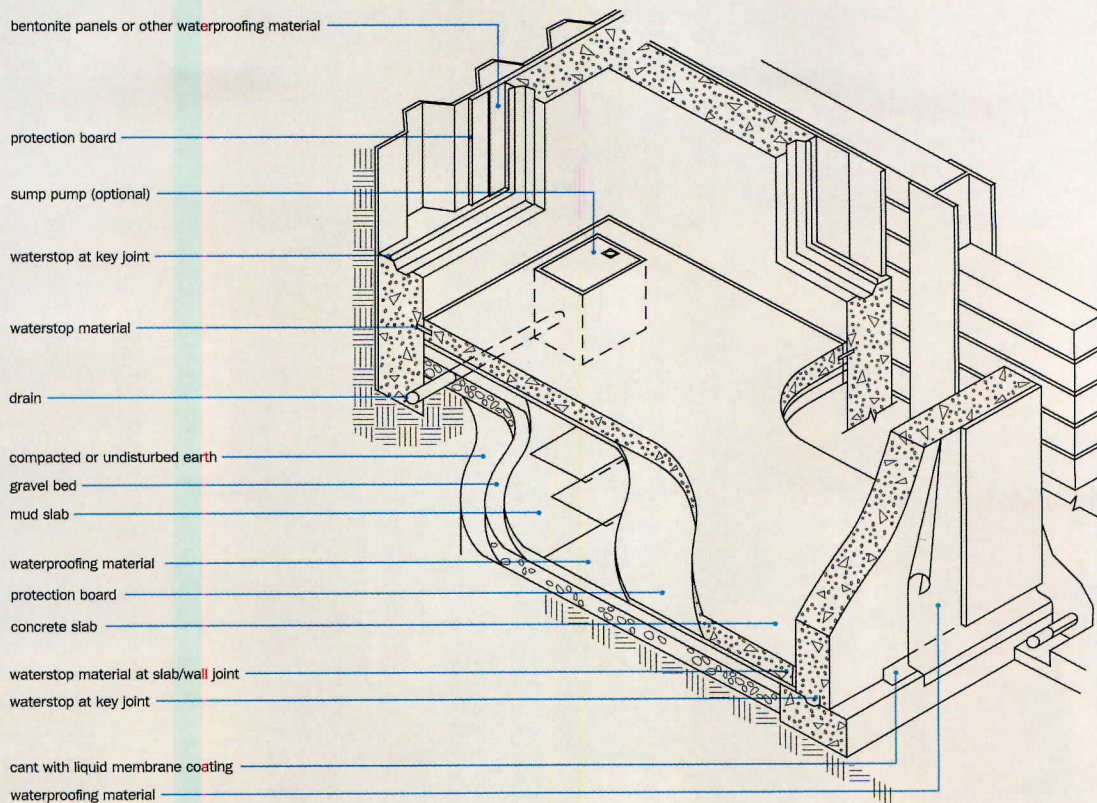 bentonite panels or other waterproofing material
protection board
sump pump (optional)
waterstop at key joint
waterstop material
drain
compacted or undisturbed earth
gravel bed
mud slab
waterproofing material
protection board
concrete slab
waterstop material at slab/wall joint
waterstop at key joint
cant with liquid membrane coating
waterproofing material